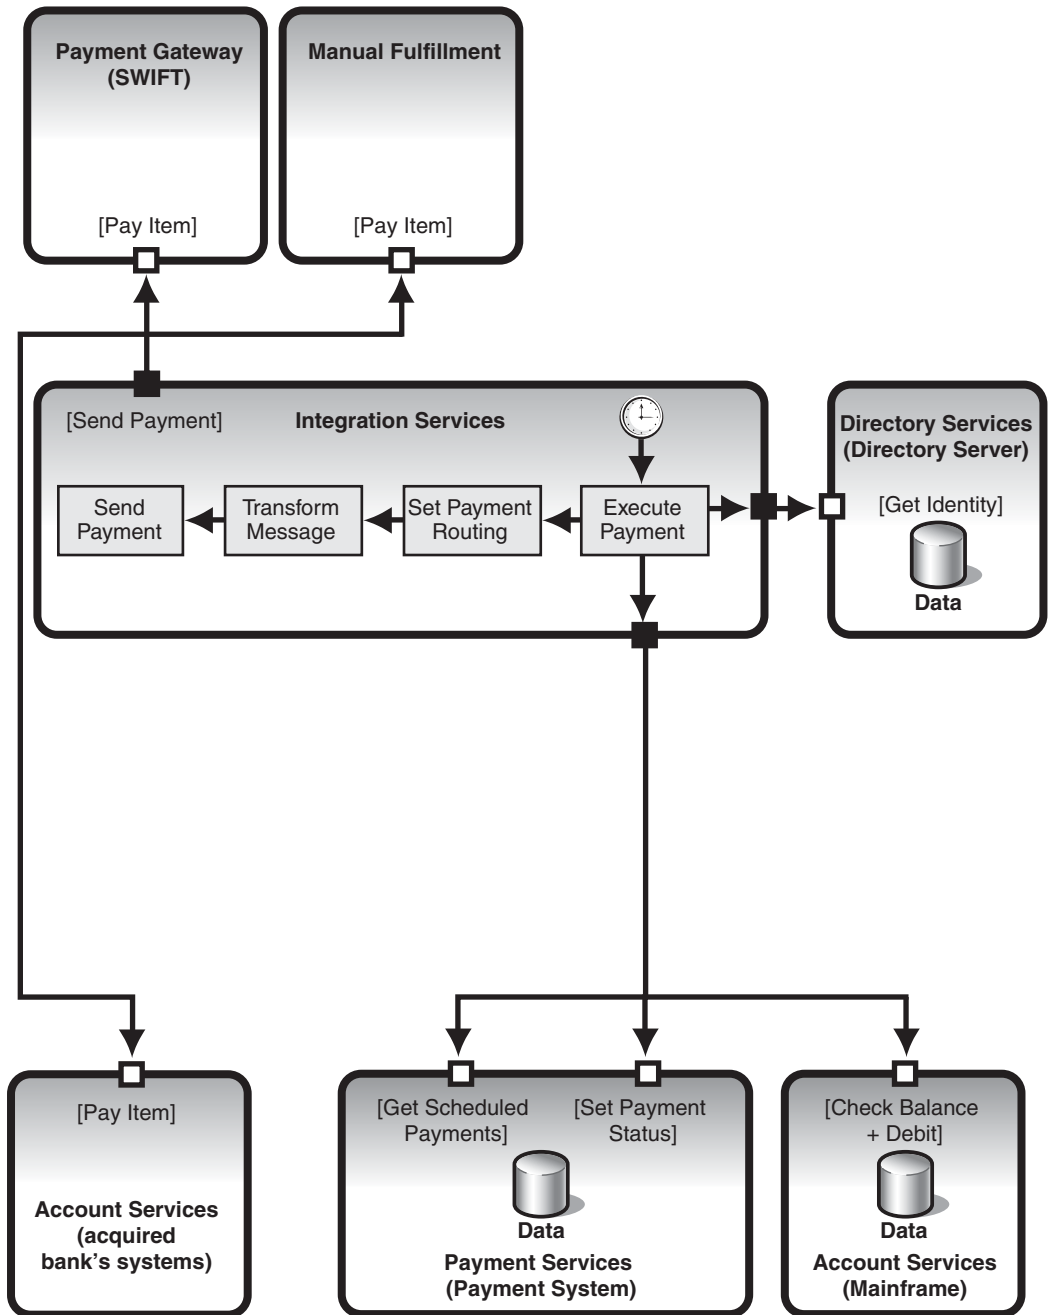 Payment Gateway
(SWIFT)
[Pay Item]
Manual Fulfillment
[Pay Item]
[Send Payment]
Integration Services
Send
Payment
Transform
Message
Set Payment
Routing
Execute
Payment
Directory Services
(Directory Server)
[Get Identity]
Data
[Pay Item]
Account Services
(acquired
bank's systems)
[Get Scheduled
Payments]
[Set Payment
Status]
Data
Payment Services
(Payment System)
[Check Balance
+ Debit]
Data
Account Services
(Mainframe)